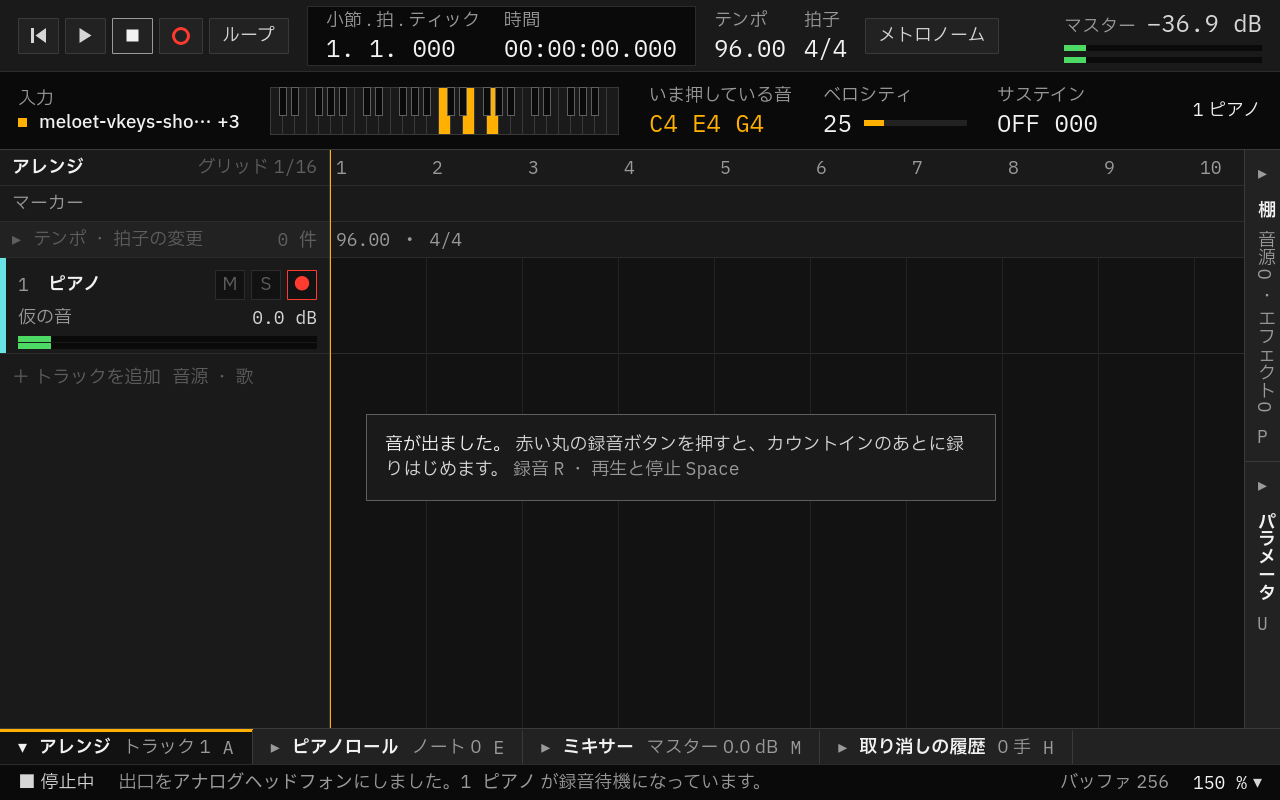 ループ
小節 . 拍 . ティック 時間
1. 1. 000 00:00:00.000
テンポ 拍子
96.00 4/4
メトロノーム
マスター −36.9 dB
入力
meloet-vkeys-sho… +3
いま押している音
C4 E4 G4
ベロシティ
25
サステイン
OFF 000
1 ピアノ
アレンジ グリッド 1/16
1 2 3 4 5 6 7 8 9 10
マーカー
▶ テンポ ・ 拍子の変更 0 件
96.00 ・ 4/4
1 ピアノ M S
仮の音 0.0 dB
＋ トラックを追加 音源 ・ 歌
音が出ました。 赤い丸の録音ボタンを押すと、カウントインのあとに録
りはじめます。 録音 R ・ 再生と停止 Space
▶ 棚 音源 0 ・ エフェクト 0 P
▶ パラメータ U
▼ アレンジ トラック 1 A
▶ ピアノロール ノート 0 E
▶ ミキサー マスター 0.0 dB M
▶ 取り消しの履歴 0 手 H
■ 停止中 出口をアナログヘッドフォンにしました。1 ピアノ が録音待機になっています。
バッファ 256 150 % ▼